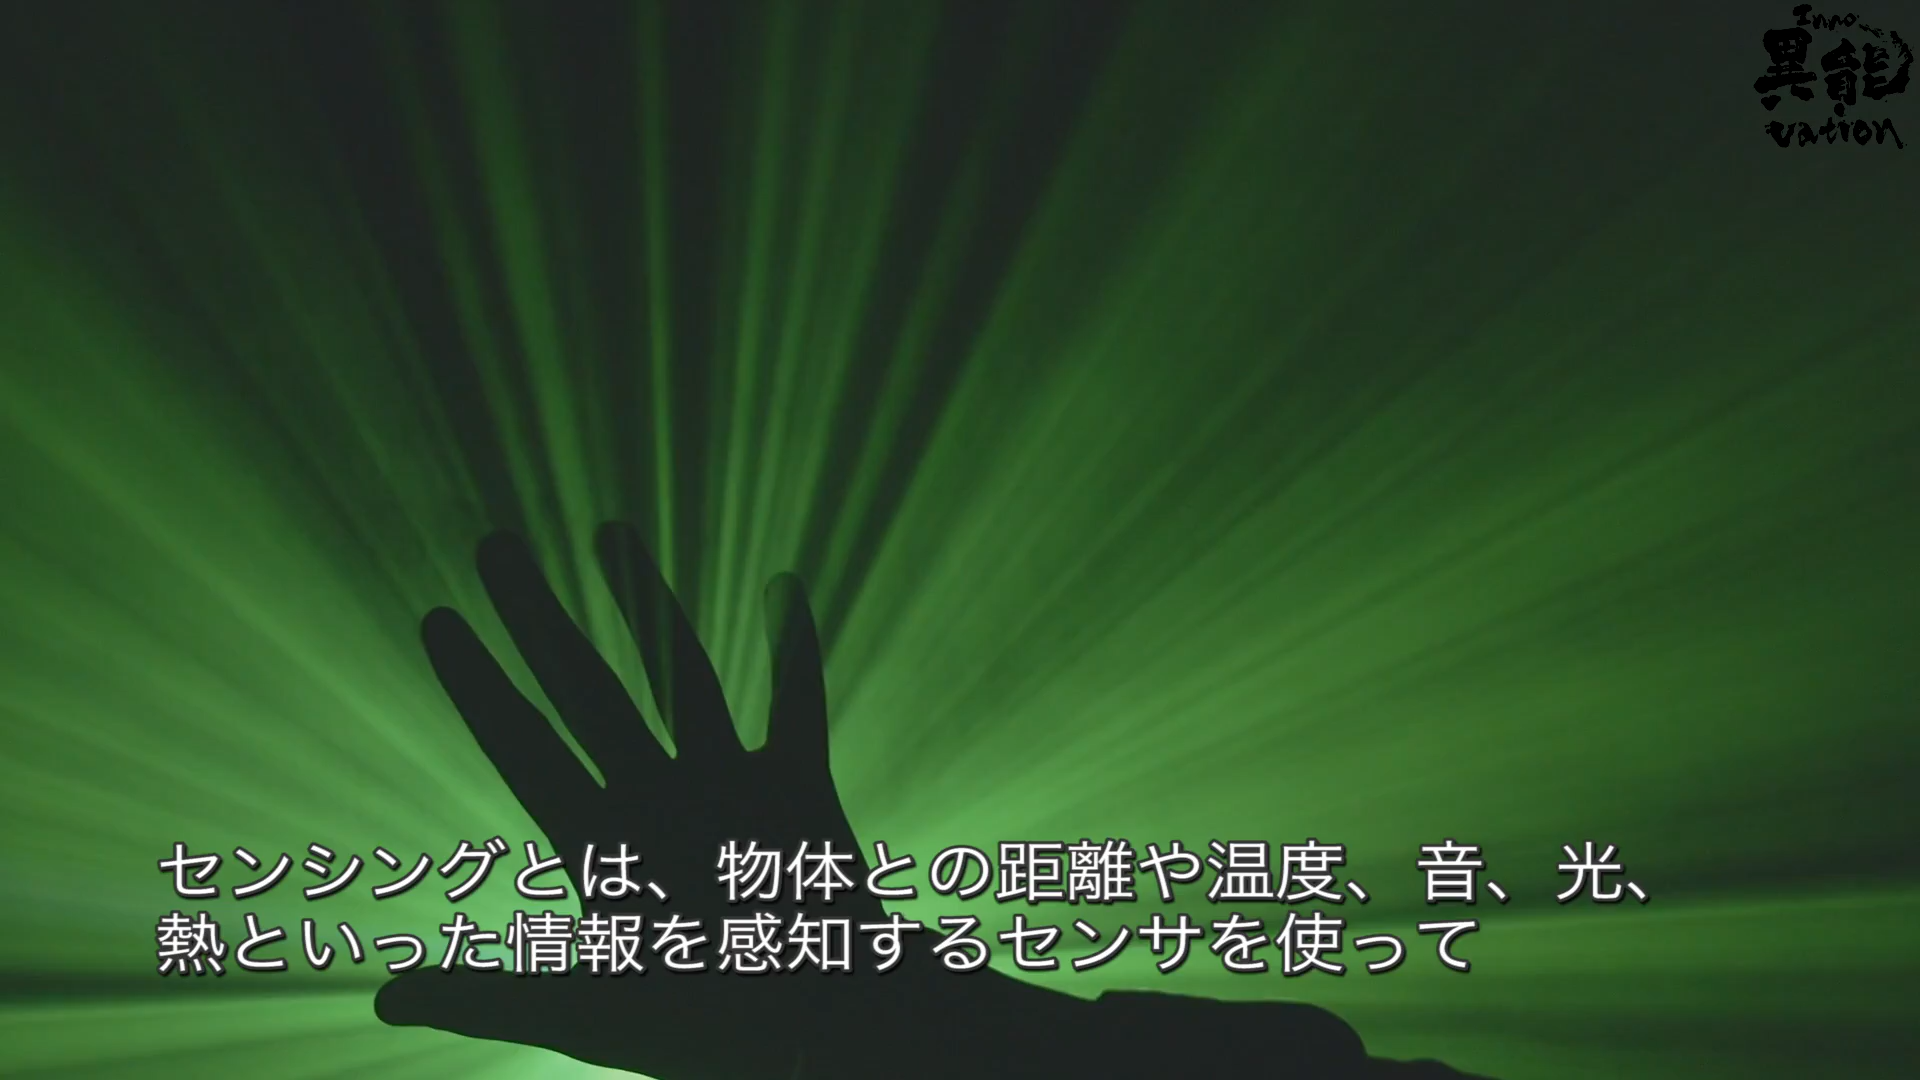 Inno
異能
vation
センシングとは、物体との距離や温度、音、光、
熱といった情報を感知するセンサを使って